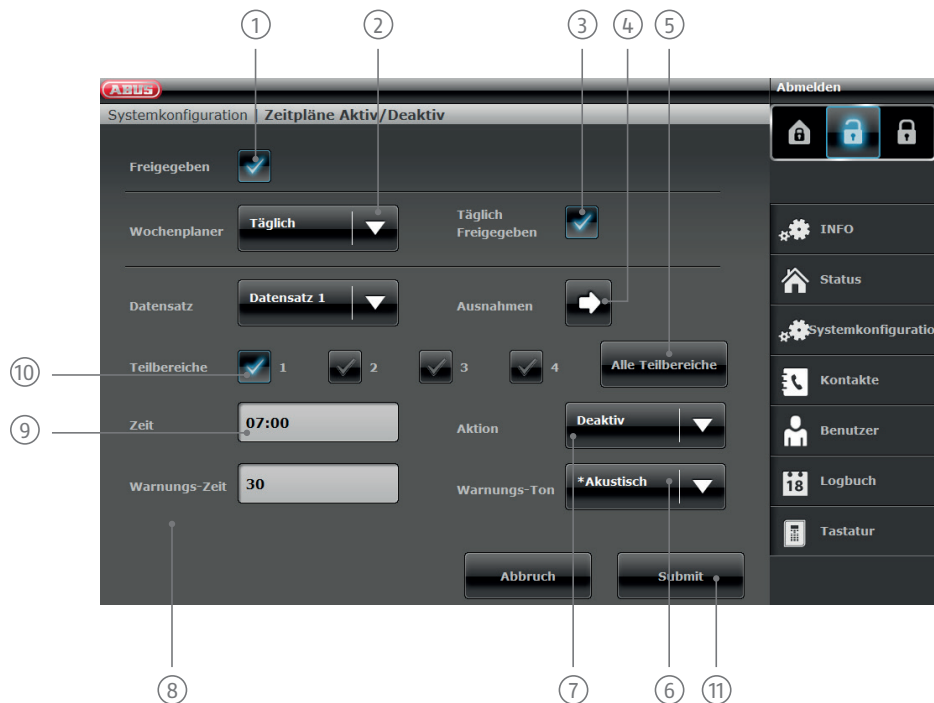 1 2 3 4 5
ABUS
Abmelden
Systemkonfiguration | Zeitpläne Aktiv/Deaktiv
Freigegeben
Wochenplaner
Täglich
Täglich
Freigegeben
INFO
Status
Datensatz
Datensatz 1
Ausnahmen
Systemkonfiguratio
10
Teilbereiche
1 2 3 4
Alle Teilbereiche
Kontakte
9
Zeit
07:00
Aktion
Deaktiv
Benutzer
Warnungs-Zeit
30
Warnungs-Ton
*Akustisch
18
Logbuch
Tastatur
Abbruch
Submit
8 7 6 11